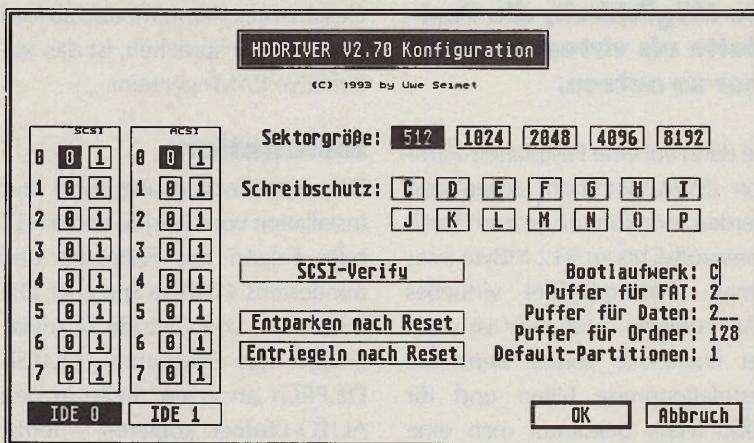 HDDRIVER V2.70 Konfiguration
(C) 1993 by Uwe Seimet
SCSI ACSI
0 0 1 0 0 1
1 0 1 1 0 1
2 0 1 2 0 1
3 0 1 3 0 1
4 0 1 4 0 1
5 0 1 5 0 1
6 0 1 6 0 1
7 0 1 7 0 1
IDE 0 IDE 1
Sektorgröße: 512 1024 2048 4096 8192
Schreibschutz: C D E F G H I
J K L M N O P
SCSI-Verify
Entparken nach Reset
Entriegeln nach Reset
Bootlaufwerk: C
Puffer für FAT: 2__
Puffer für Daten: 2__
Puffer für Ordner: 128
Default-Partitionen:
OK Abbruch